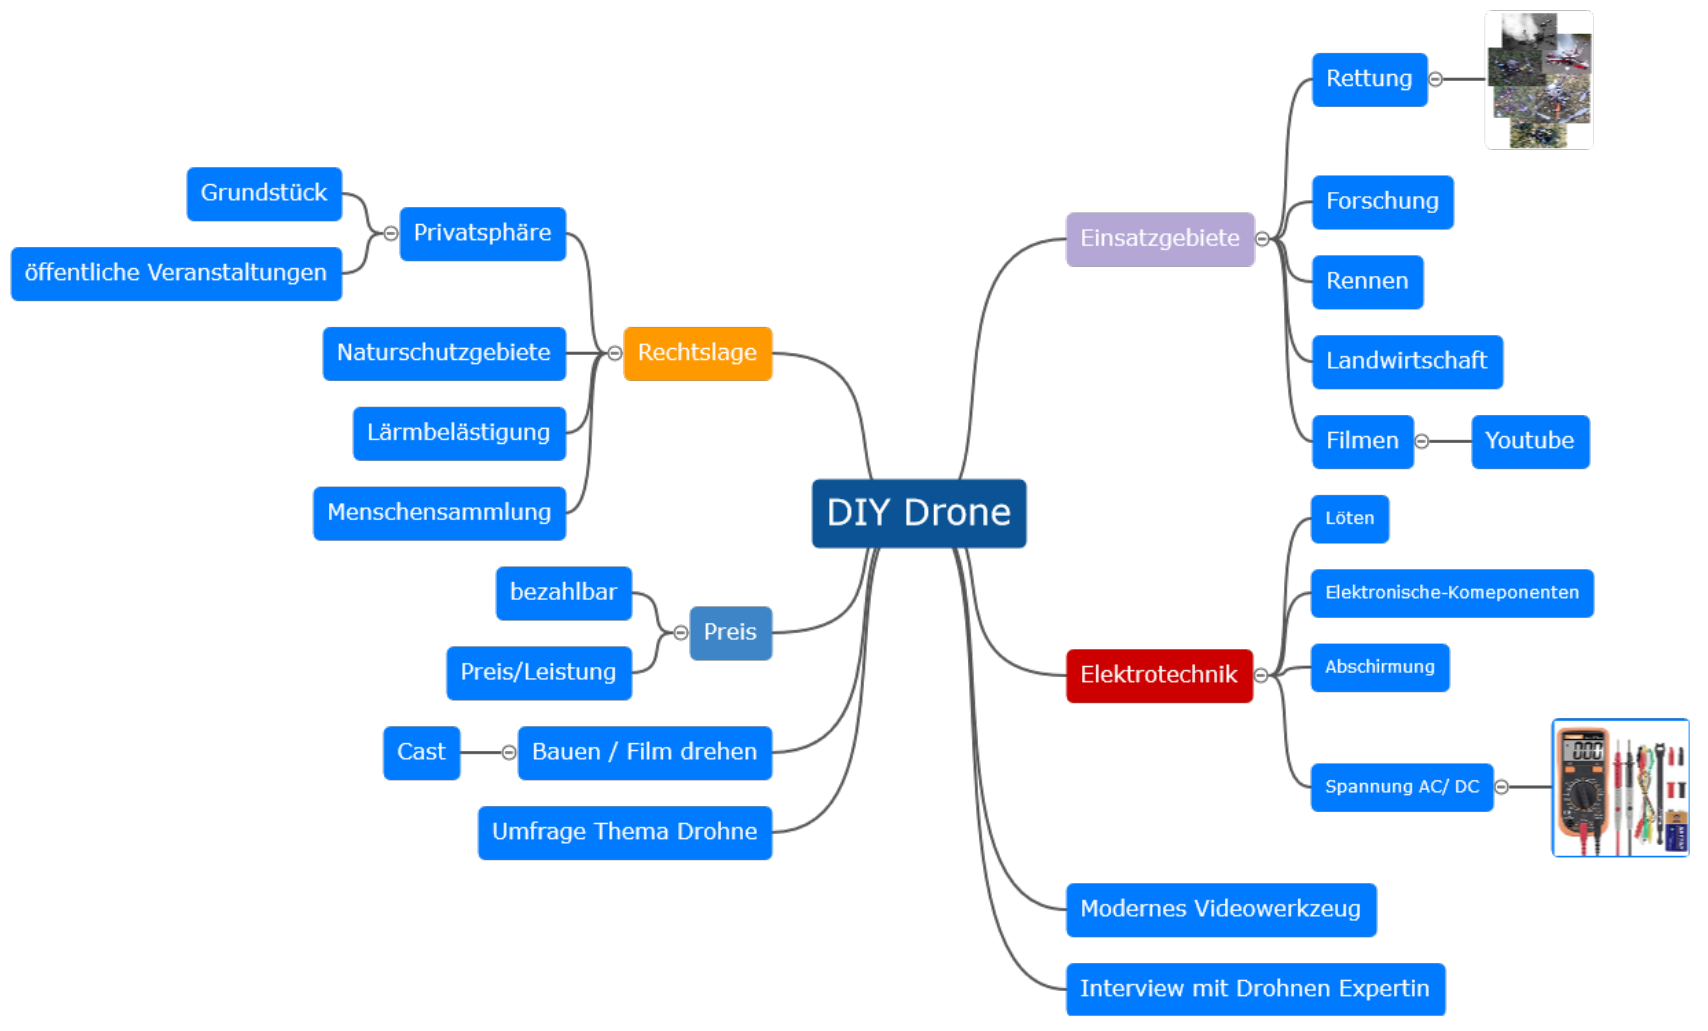 DIY Drone
Rechtslage
Privatsphäre
Grundstück
öffentliche Veranstaltungen
Naturschutzgebiete
Lärmbelästigung
Menschensammlung
Preis
bezahlbar
Preis/Leistung
Bauen / Film drehen
Cast
Umfrage Thema Drohne
Einsatzgebiete
Rettung
Forschung
Rennen
Landwirtschaft
Filmen
Youtube
Elektrotechnik
Löten
Elektronische-Komeponenten
Abschirmung
Spannung AC/ DC
000
Modernes Videowerkzeug
Interview mit Drohnen Expertin